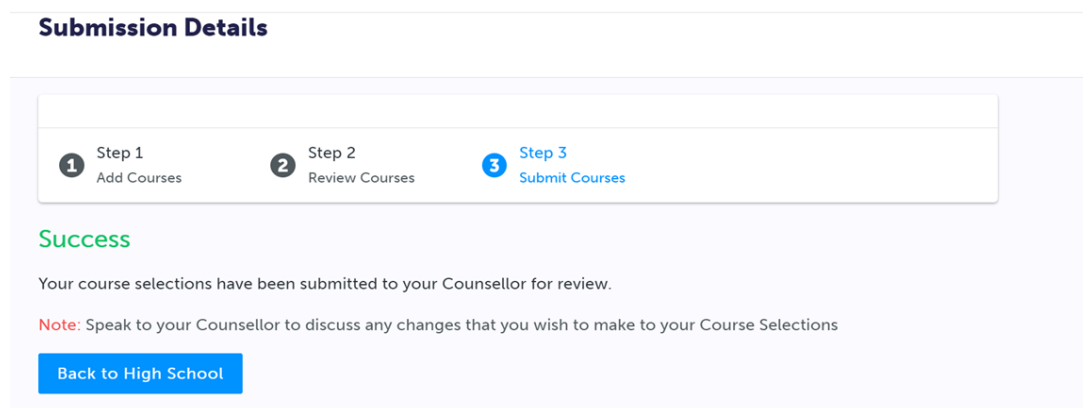 Submission Details
1
Step 1
Add Courses
2
Step 2
Review Courses
3
Step 3
Submit Courses
Success
Your course selections have been submitted to your Counsellor for review.
Note: Speak to your Counsellor to discuss any changes that you wish to make to your Course Selections
Back to High School